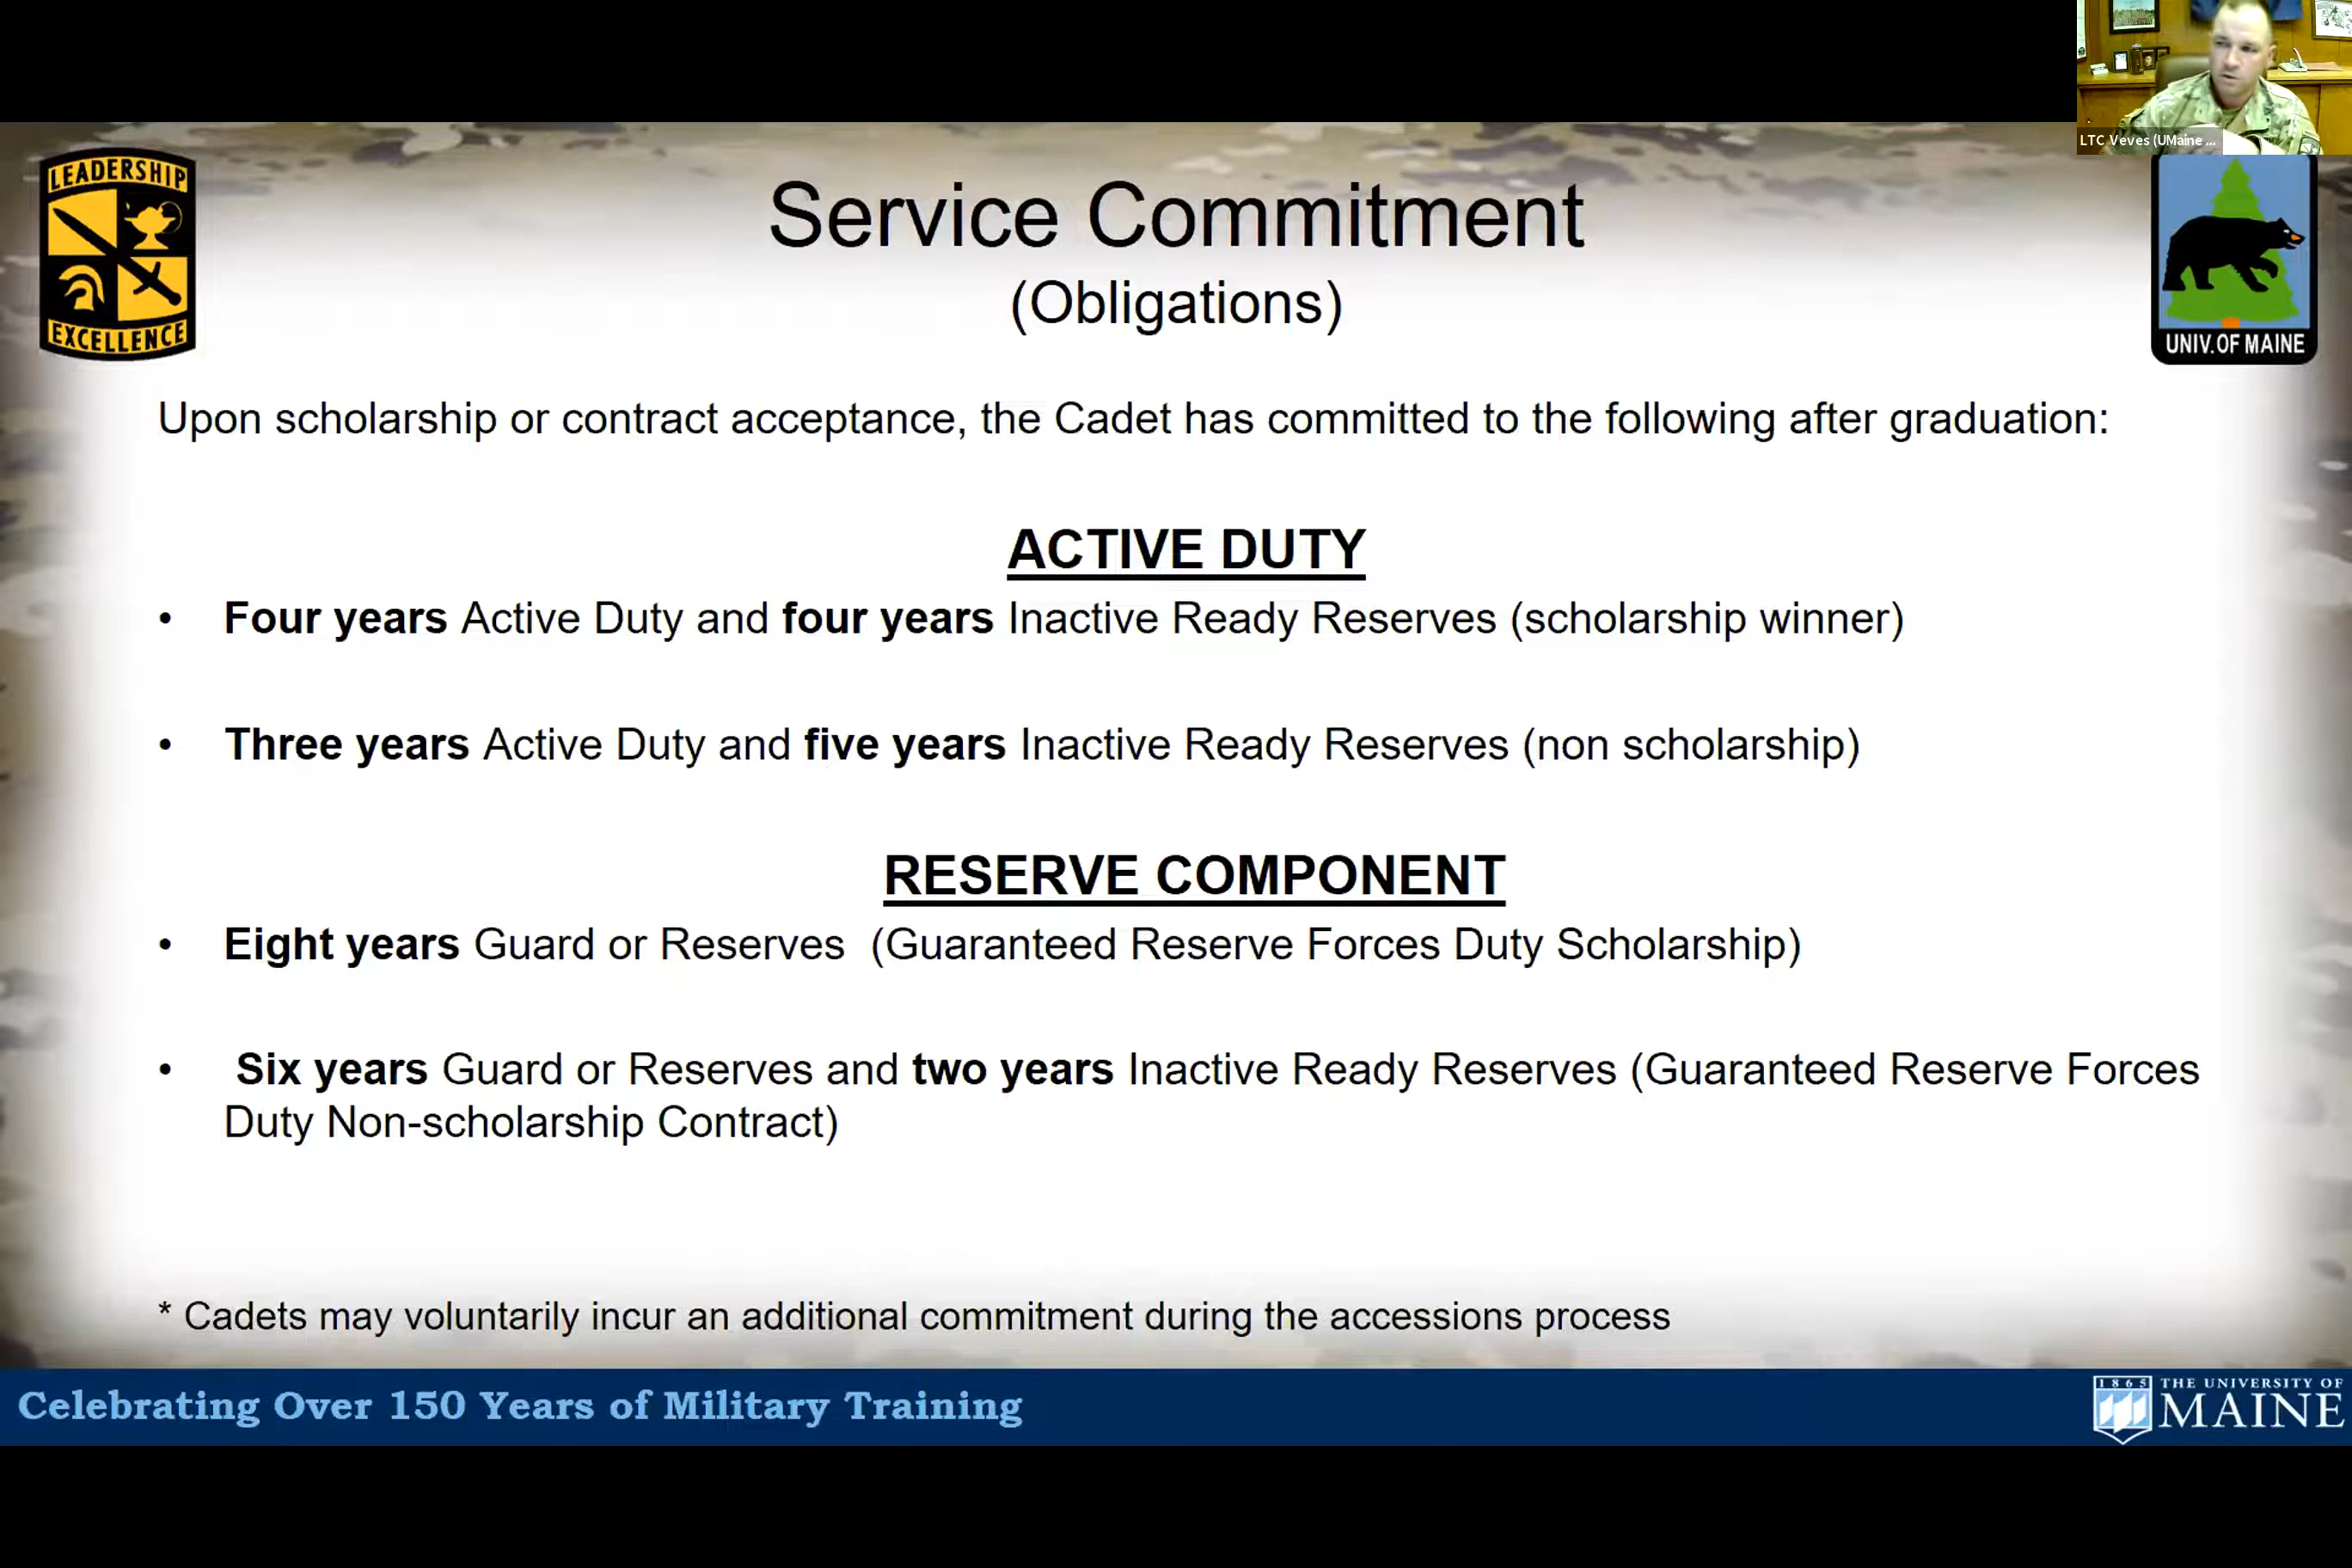 LTC Veves (UMaine ...
LEADERSHIP
EXCELLENCE
UNIV. OF MAINE
Service Commitment
(Obligations)
Upon scholarship or contract acceptance, the Cadet has committed to the following after graduation:
ACTIVE DUTY
• Four years Active Duty and four years Inactive Ready Reserves (scholarship winner)
• Three years Active Duty and five years Inactive Ready Reserves (non scholarship)
RESERVE COMPONENT
• Eight years Guard or Reserves (Guaranteed Reserve Forces Duty Scholarship)
• Six years Guard or Reserves and two years Inactive Ready Reserves (Guaranteed Reserve Forces
Duty Non-scholarship Contract)
* Cadets may voluntarily incur an additional commitment during the accessions process
Celebrating Over 150 Years of Military Training
1865 THE UNIVERSITY OF
MAINE